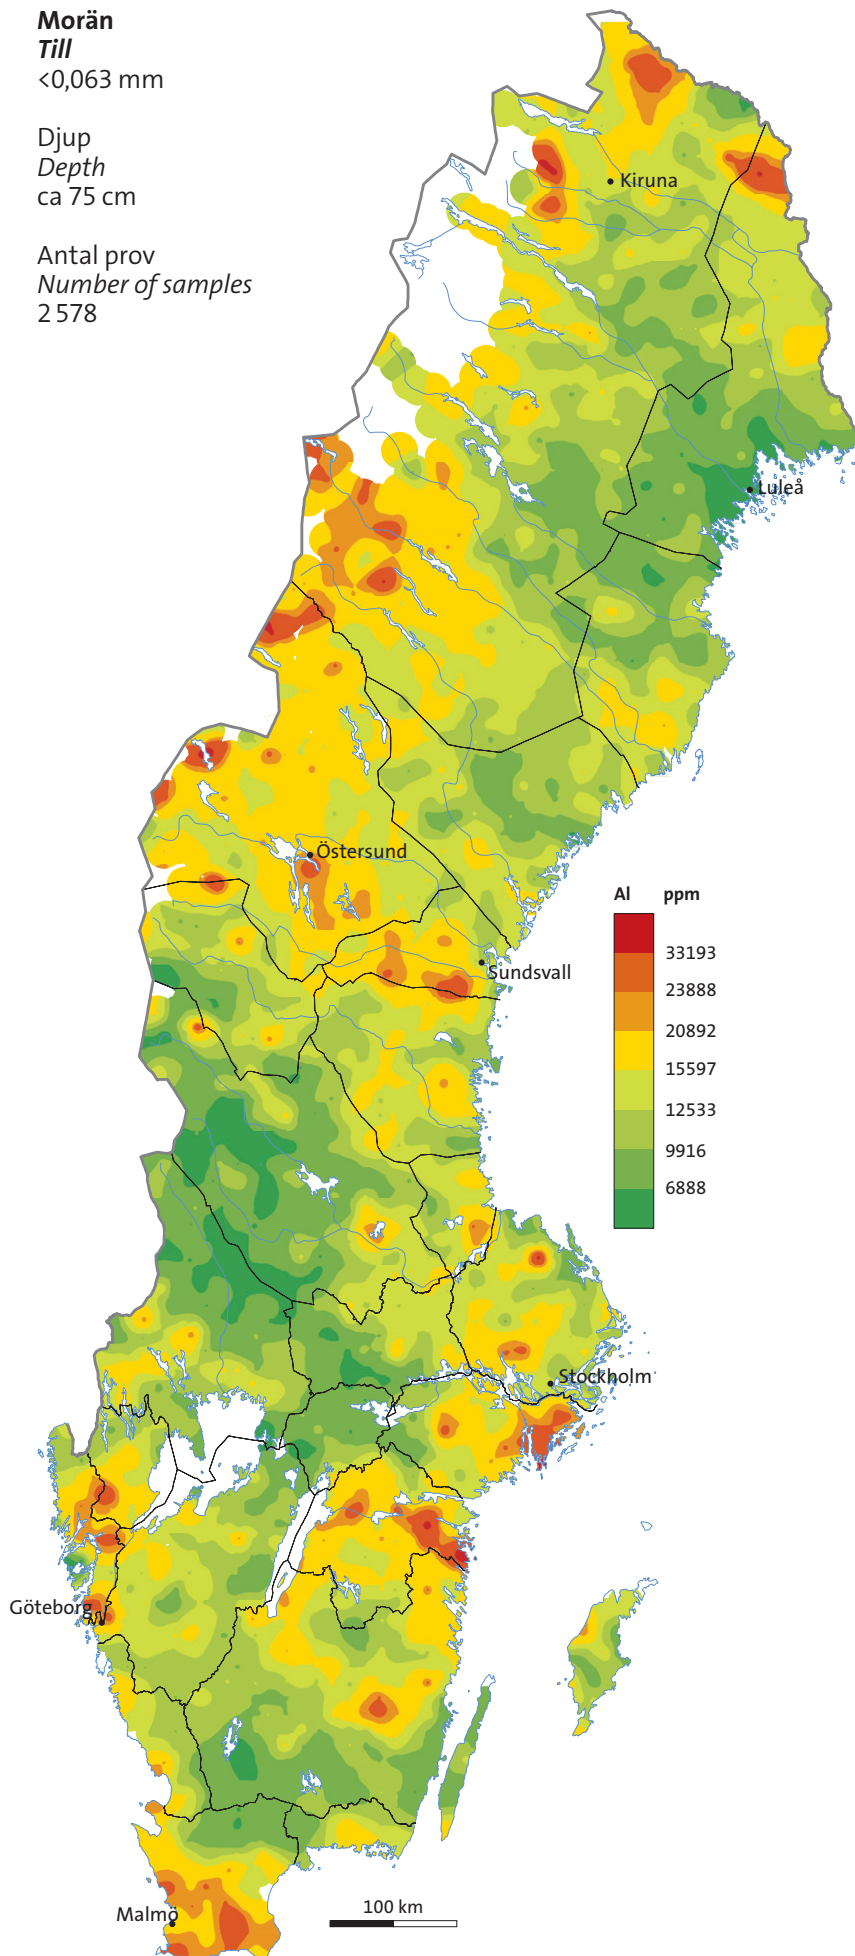 Morän
Till
<0,063 mm
Djup
Depth
ca 75 cm
Antal prov
Number of samples
2 578
Kiruna
Luleå
Östersund
Sundsvall
Al ppm
33193
23888
20892
15597
12533
9916
6888
Stockholm
Göteborg
Malmö
100 km